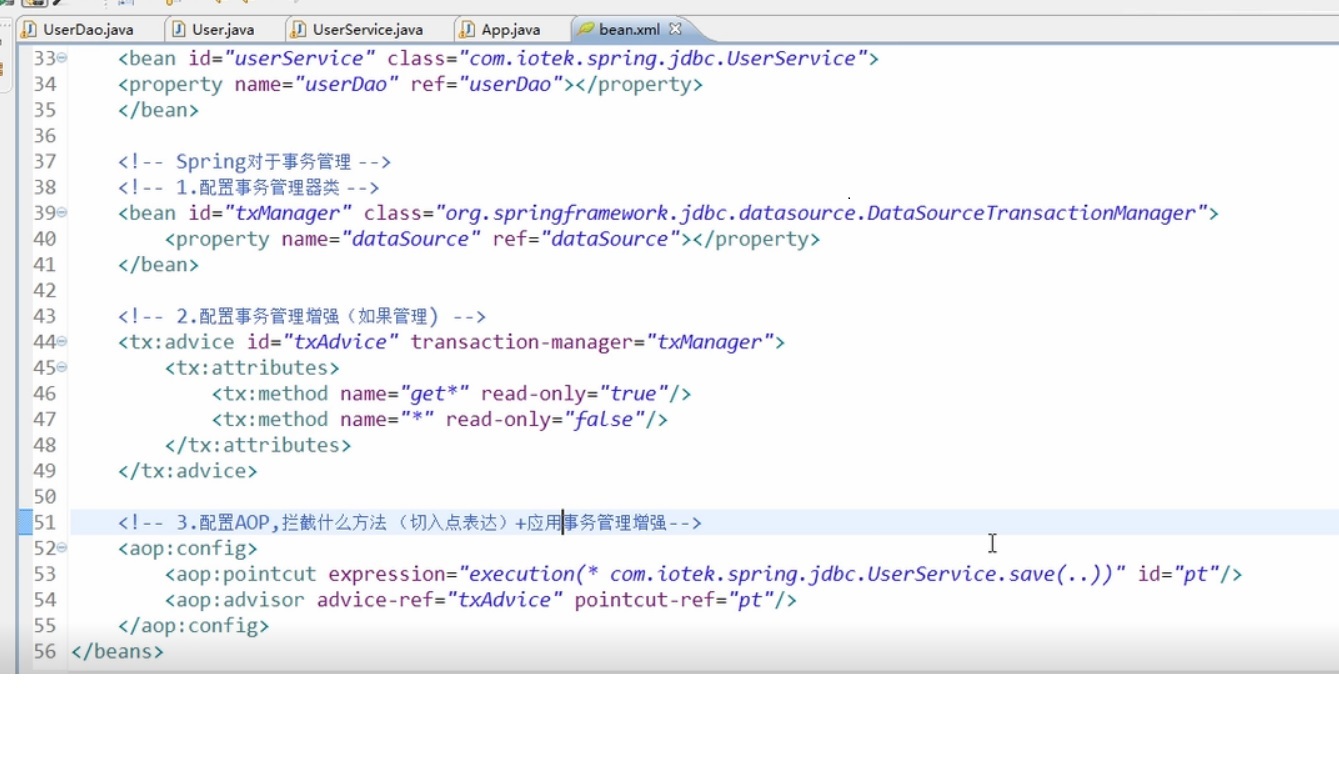 UserDao.java User.java UserService.java App.java bean.xml
33 <bean id="userService" class="com.iotek.spring.jdbc.UserService">
34 <property name="userDao" ref="userDao"></property>
35 </bean>
36
37 <!-- Spring对于事务管理 -->
38 <!-- 1.配置事务管理器类 -->
39 <bean id="txManager" class="org.springframework.jdbc.datasource.DataSourceTransactionManager">
40 <property name="dataSource" ref="dataSource"></property>
41 </bean>
42
43 <!-- 2.配置事务管理增强（如果管理) -->
44 <tx:advice id="txAdvice" transaction-manager="txManager">
45 <tx:attributes>
46 <tx:method name="get*" read-only="true"/>
47 <tx:method name="*" read-only="false"/>
48 </tx:attributes>
49 </tx:advice>
50
51 <!-- 3.配置AOP,拦截什么方法（切入点表达）+应用事务管理增强-->
52 <aop:config>
53 <aop:pointcut expression="execution(* com.iotek.spring.jdbc.UserService.save(..))" id="pt"/>
54 <aop:advisor advice-ref="txAdvice" pointcut-ref="pt"/>
55 </aop:config>
56 </beans>